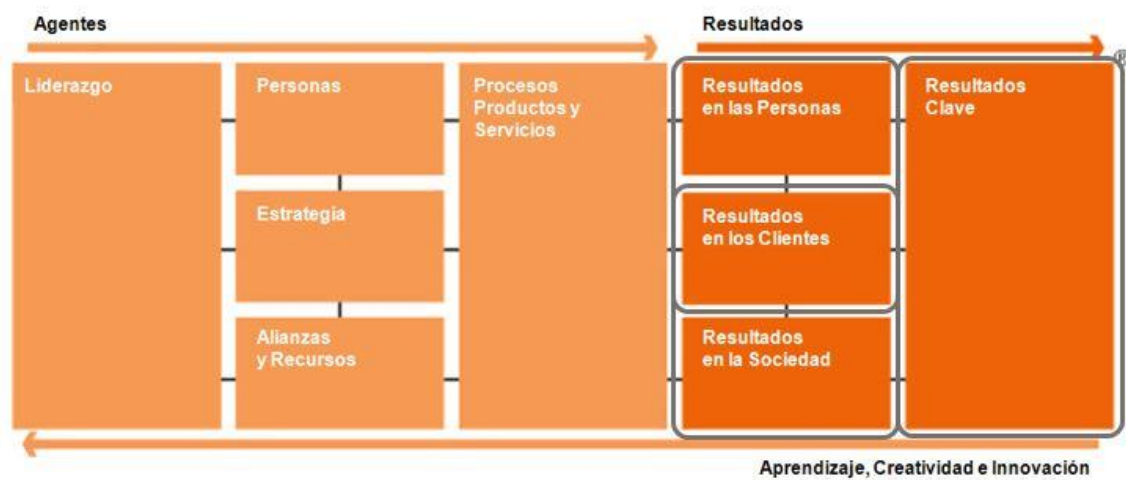 Agentes
Resultados
Liderazgo
Personas
Procesos
Productos y
Servicios
Resultados
en las Personas
Resultados
Clave
Estrategia
Resultados
en los Clientes
Alianzas
y Recursos
Resultados
en la Sociedad
Aprendizaje, Creatividad e Innovación